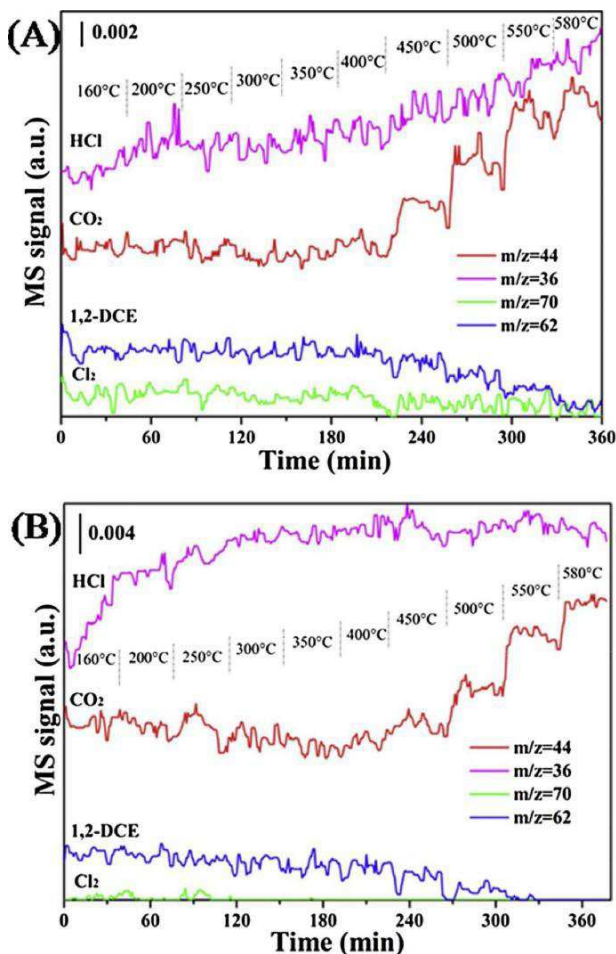 (A)
0.002
160°C 200°C 250°C 300°C 350°C 400°C 450°C 500°C 550°C 580°C
HCl
CO₂
m/z=44
m/z=36
m/z=70
m/z=62
1,2-DCE
Cl₂
MS signal (a.u.)
0 60 120 180 240 300 360
Time (min)
(B)
0.004
HCl
160°C 200°C 250°C 300°C 350°C 400°C 450°C 500°C 550°C 580°C
CO₂
m/z=44
m/z=36
m/z=70
m/z=62
1,2-DCE
Cl₂
MS signal (a.u.)
0 60 120 180 240 300 360
Time (min)